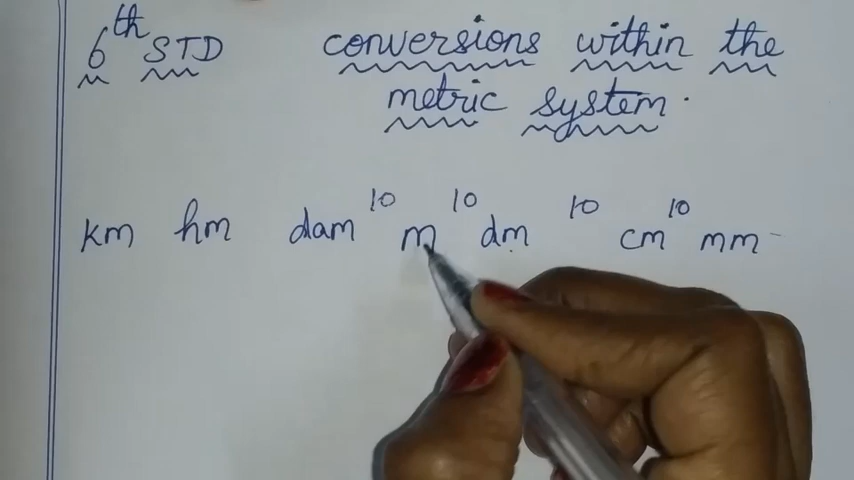 6th STD conversions within the
metric system.
km hm dam 10 m 10 dm 10 cm 10 mm